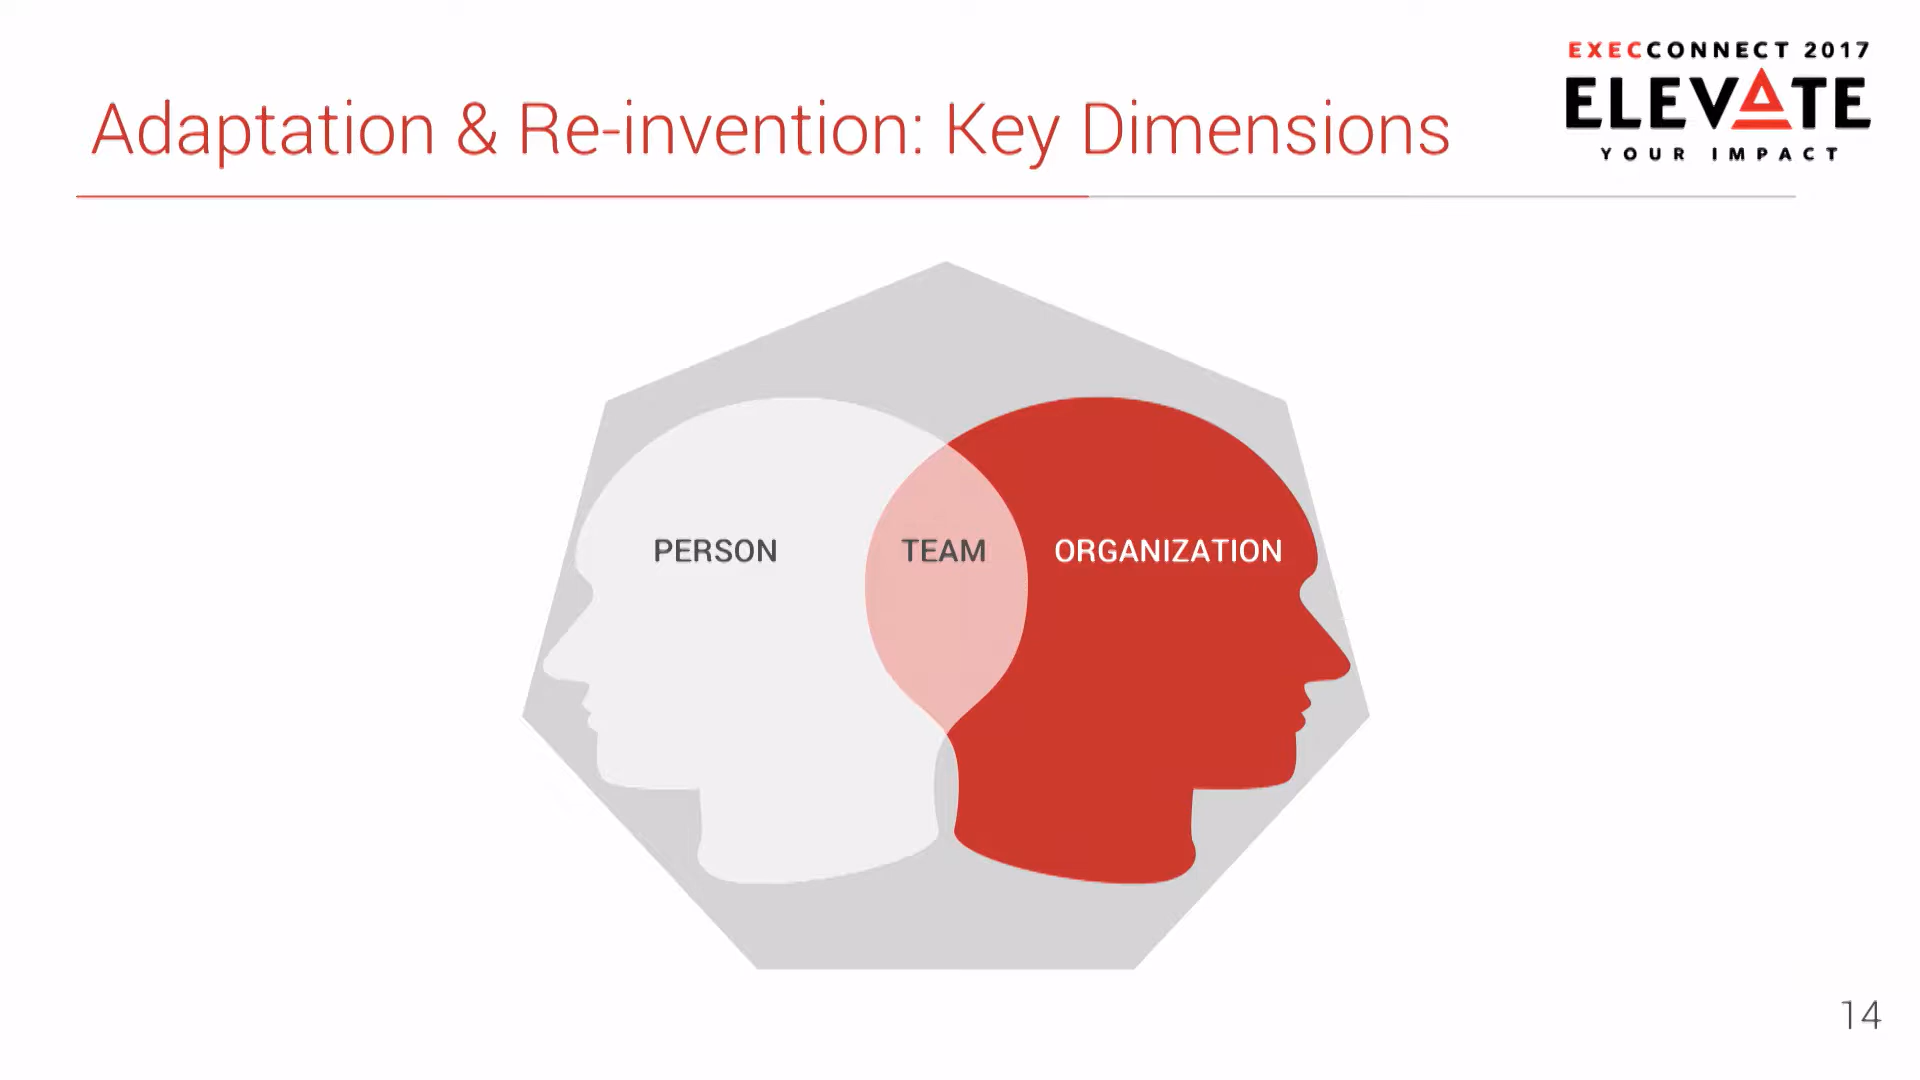 EXECCONNECT 2017
ELEVATE
YOUR IMPACT
Adaptation & Re-invention: Key Dimensions
PERSON
TEAM
ORGANIZATION
14